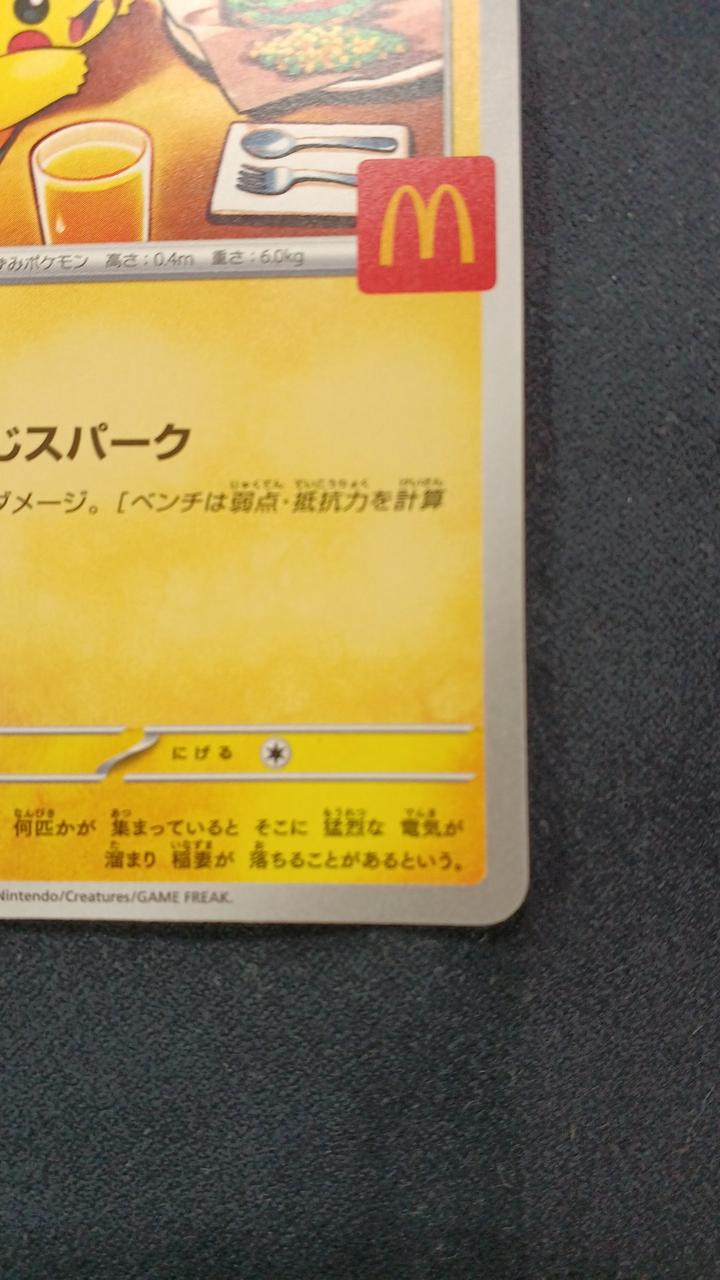 ずみポケモン 高さ：0.4m 重さ：6.0kg
じスパーク
ダメージ。［ベンチは弱点・抵抗力を計算
にげる
何匹かが 集まっていると そこに 猛烈な 電気が
溜まり 稲妻が 落ちることがあるという。
Nintendo/Creatures/GAME FREAK.